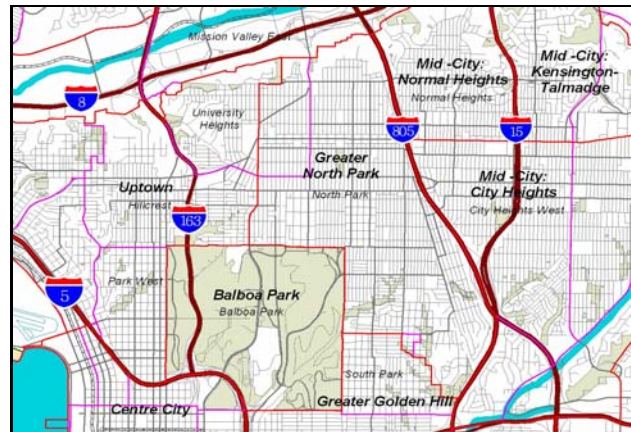 Mission Valley East
Mid -City:
Normal Heights
Normal Heights
Mid -City:
Kensington-
Talmadge
8
University
Heights
805
15
Greater
North Park
North Park
Uptown
Hillcrest
Mid -City:
City Heights
City Heights West
163
5
Park West
Balboa Park
Balboa Park
South Park
Centre City
Greater Golden Hill